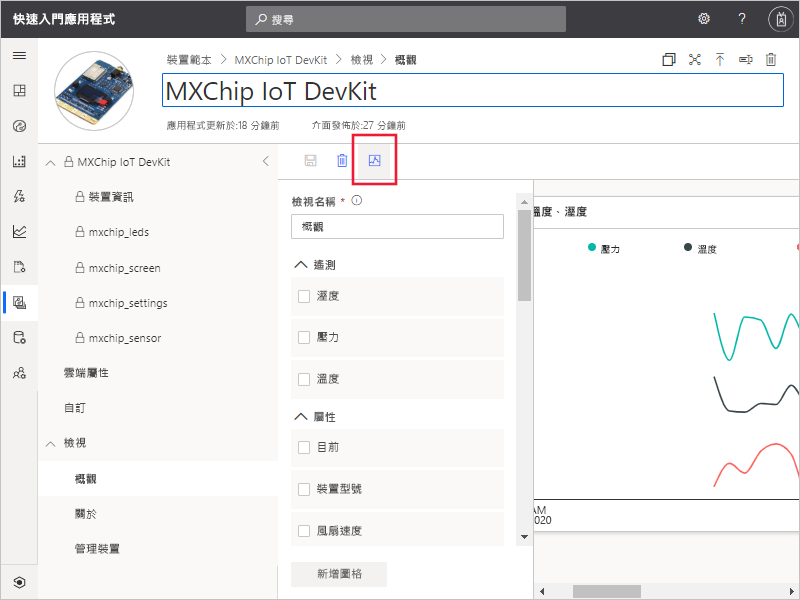 快速入門應用程式
搜尋
?
裝置範本 > MXChip IoT DevKit > 檢視 > 概觀
MXChip IoT DevKit
應用程式更新於:18 分鐘前 介面發佈於:27 分鐘前
MXChip IoT DevKit
裝置資訊
mxchip_leds
mxchip_screen
mxchip_settings
mxchip_sensor
雲端屬性
自訂
檢視
概觀
關於
管理裝置
檢視名稱 *
概觀
遙測
溼度
壓力
溫度
屬性
目前
裝置型號
風扇速度
新增圖格
溫度、溼度
壓力 溫度
AM
2020